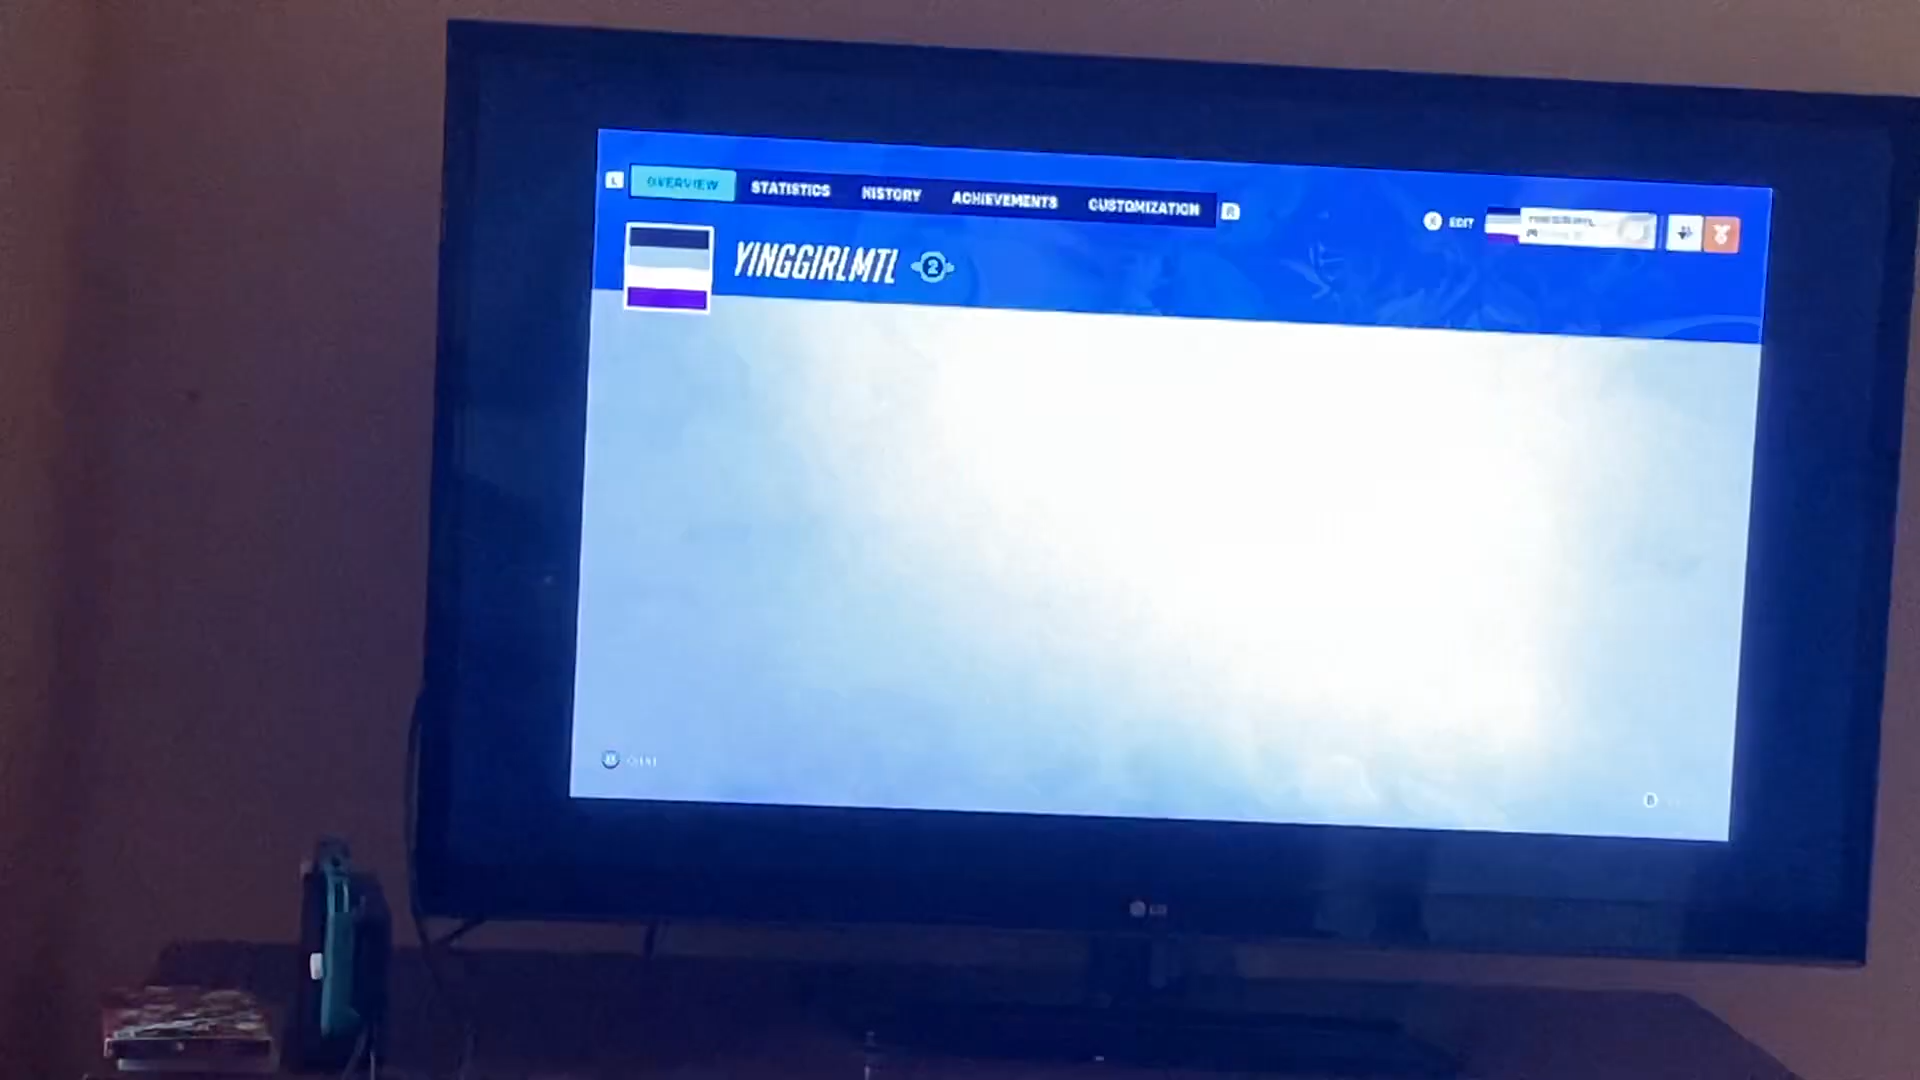 L OVERVIEW STATISTICS HISTORY ACHIEVEMENTS CUSTOMIZATION R
X EDIT
YINGGIRLMTL 2
B
LG